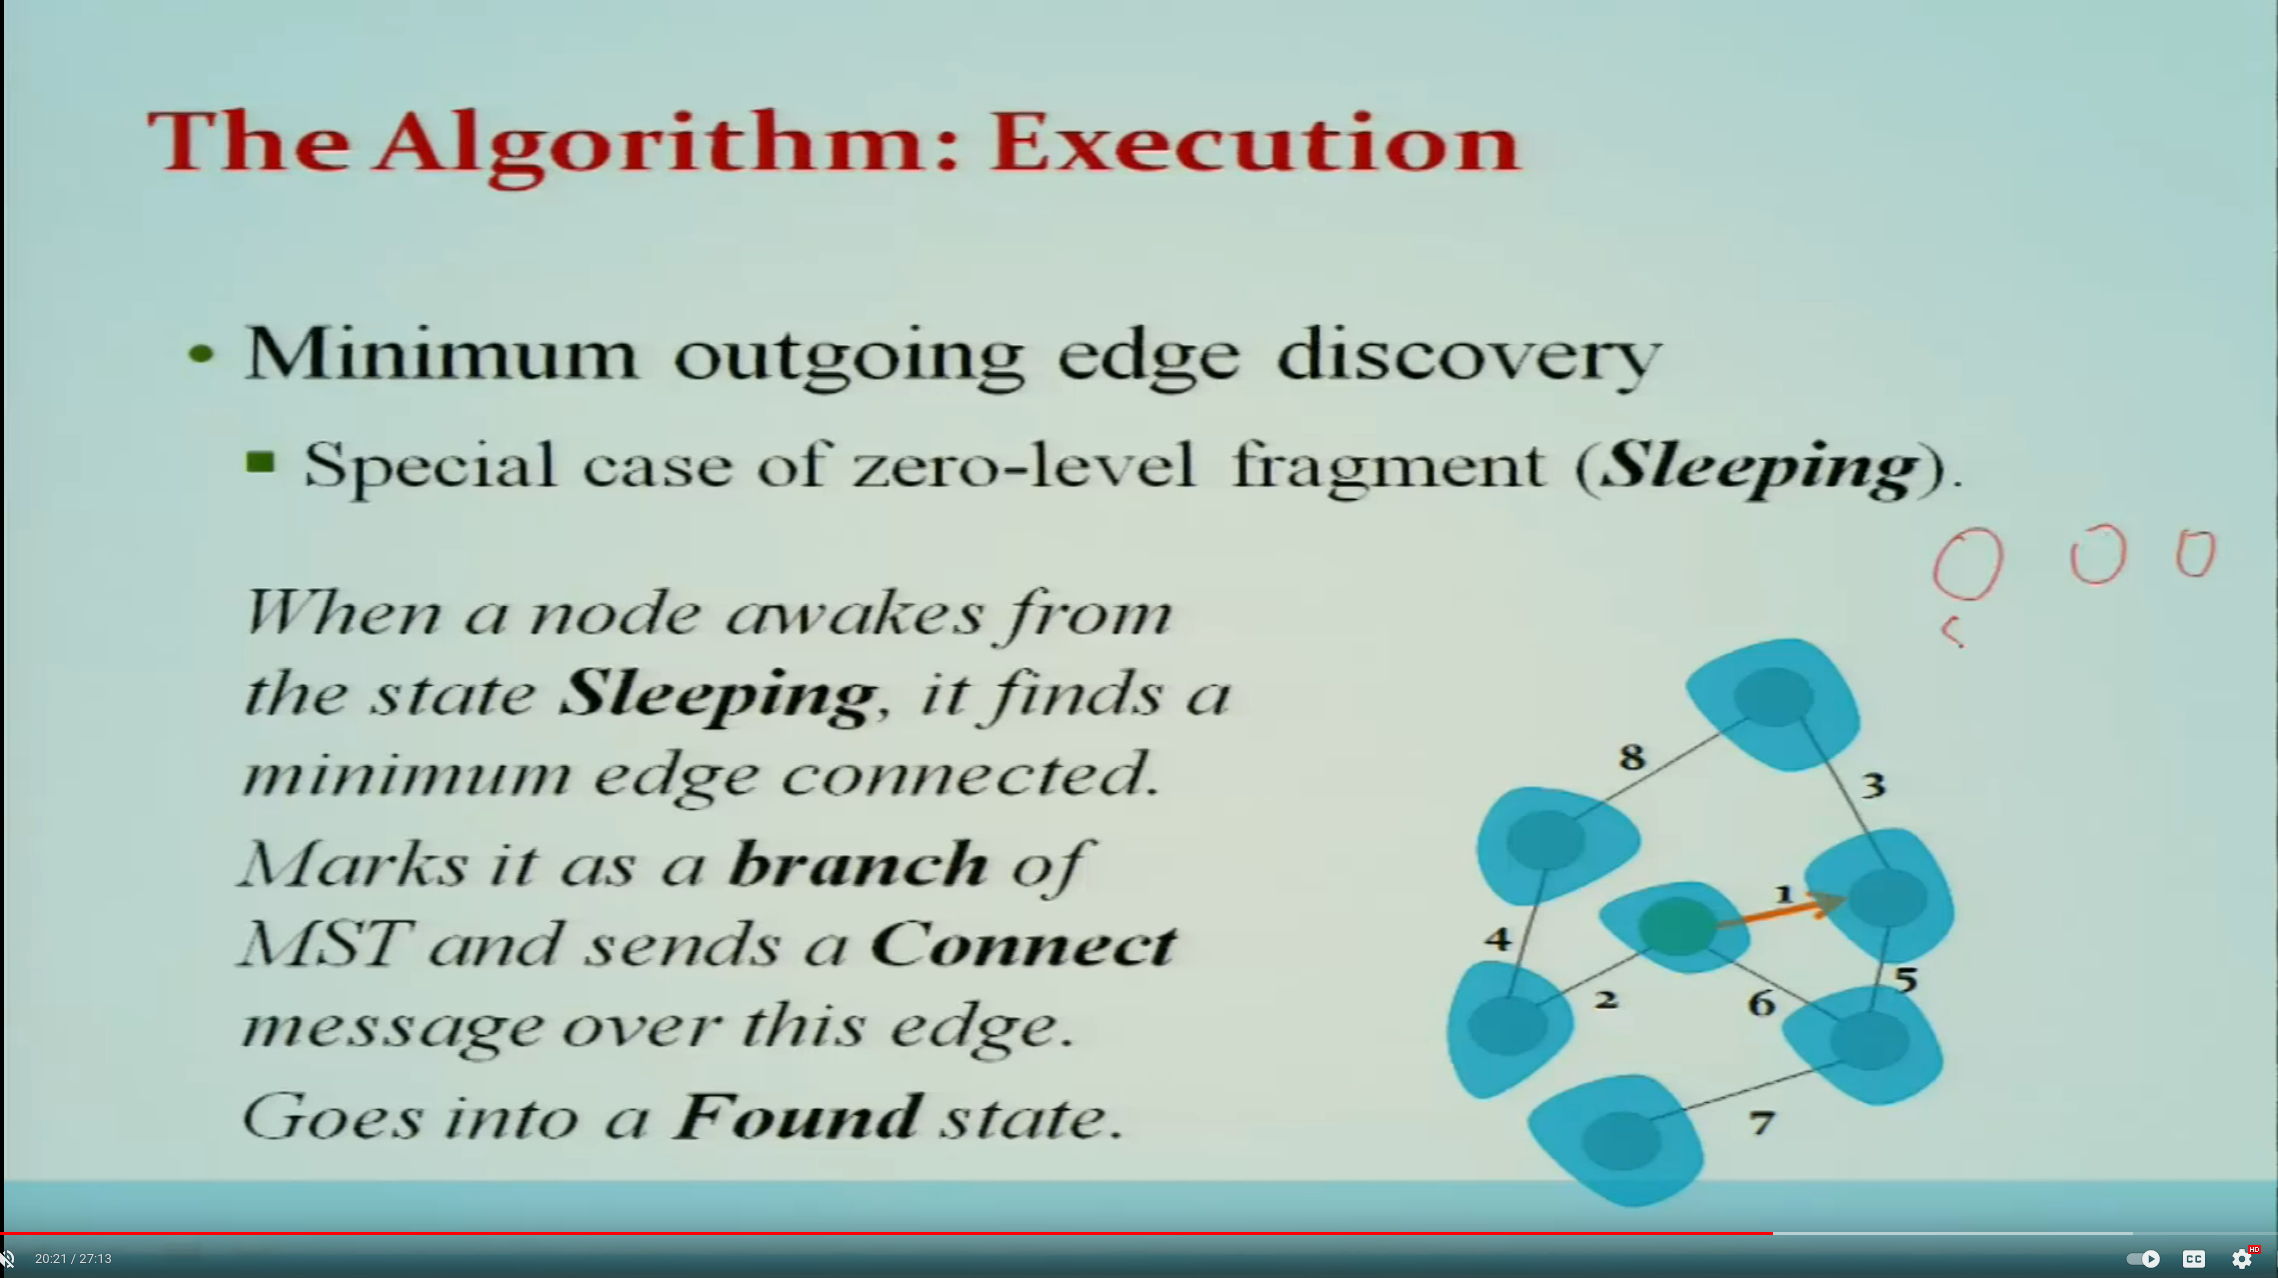 The Algorithm: Execution
• Minimum outgoing edge discovery
■ Special case of zero-level fragment (Sleeping).
When a node awakes from
the state Sleeping, it finds a
minimum edge connected.
Marks it as a branch of
MST and sends a Connect
message over this edge.
Goes into a Found state.
8
3
1
4
5
2
6
7
20:21 / 27:13
CC
HD